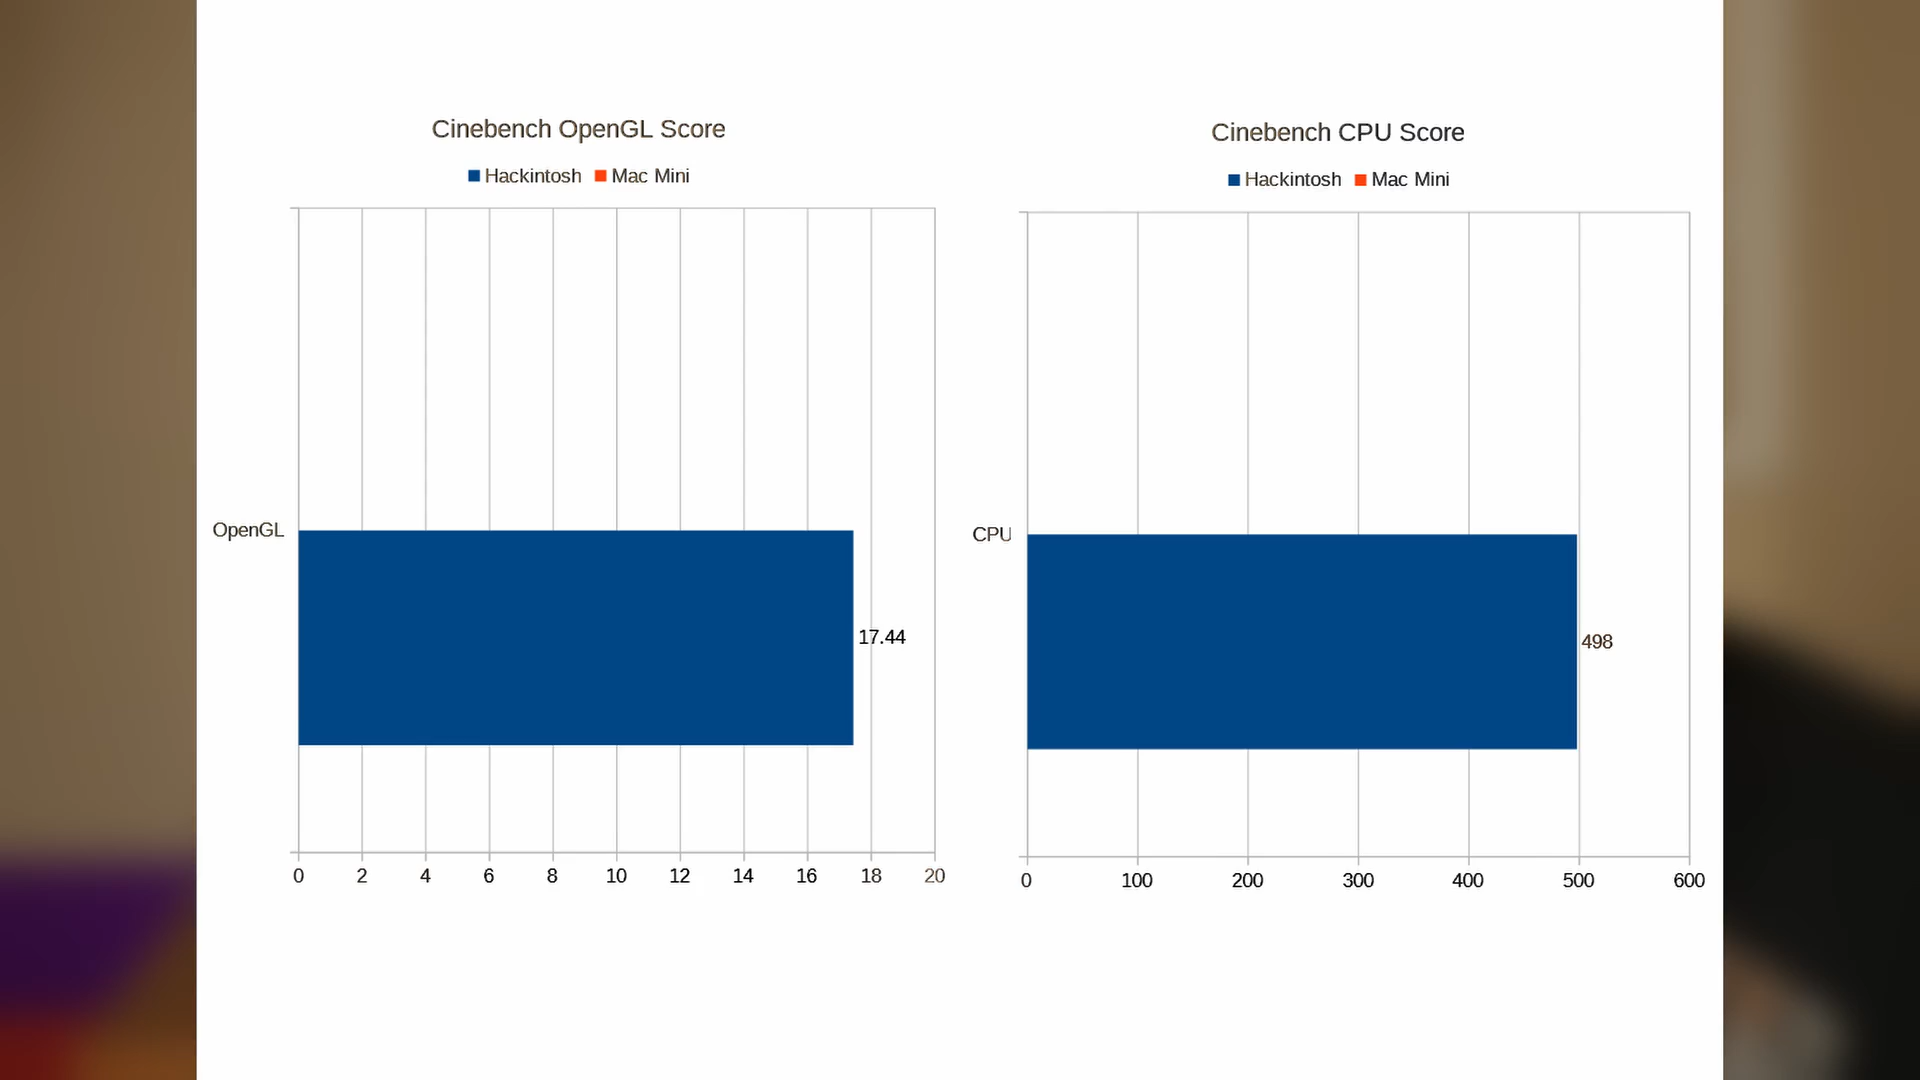 Cinebench OpenGL Score
Hackintosh Mac Mini
OpenGL
17.44
0 2 4 6 8 10 12 14 16 18 20
Cinebench CPU Score
Hackintosh Mac Mini
CPU
498
0 100 200 300 400 500 600